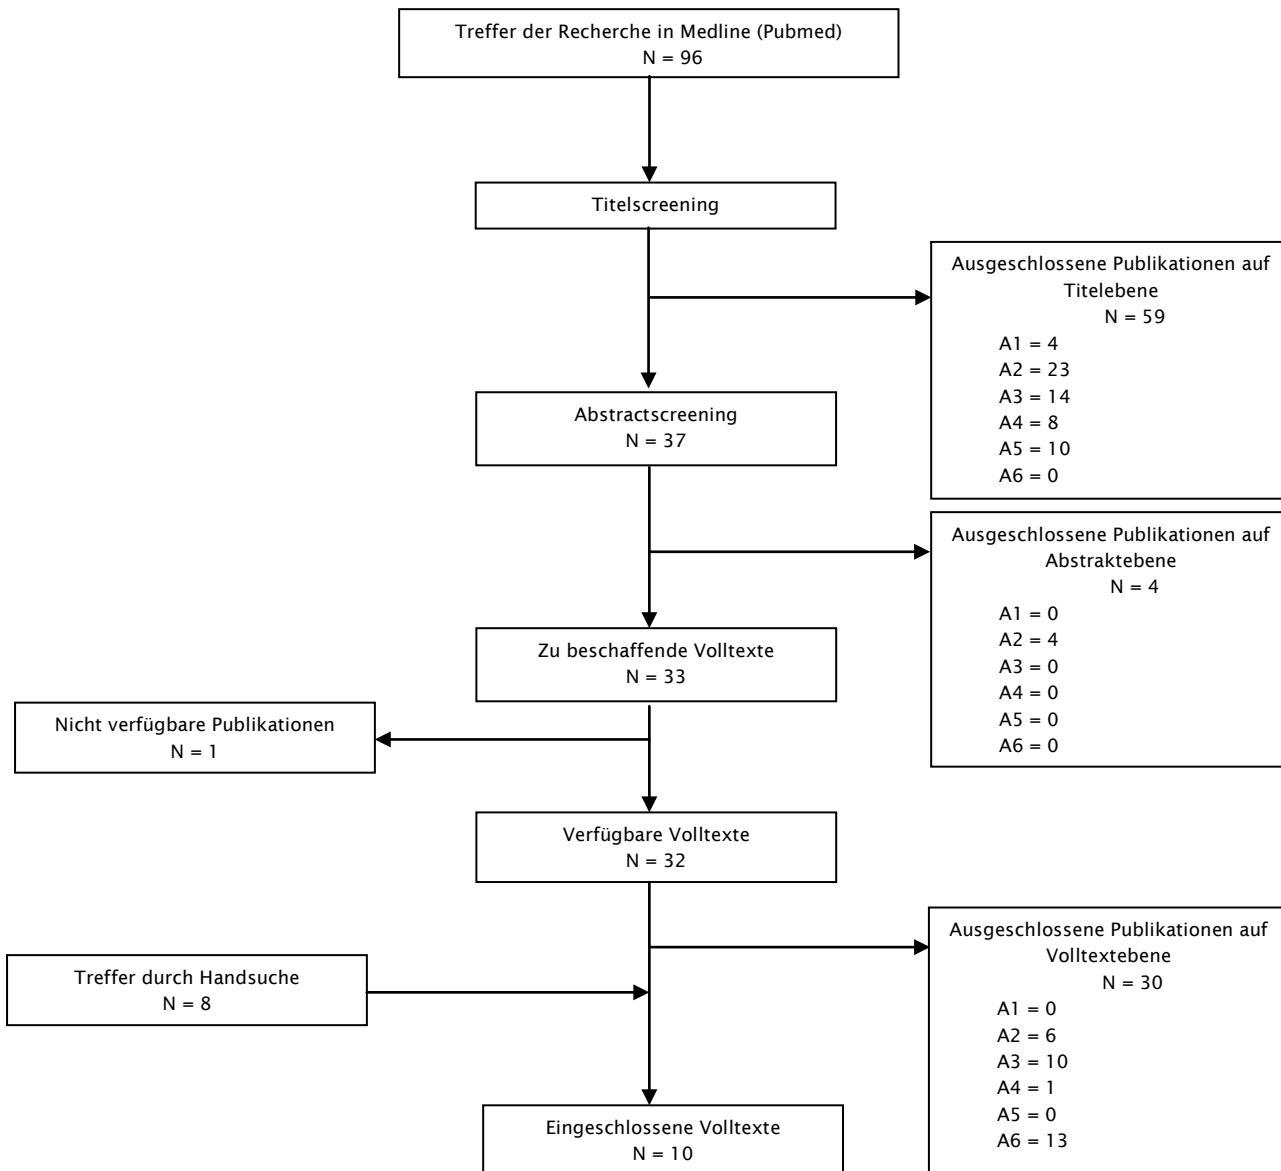 Treffer der Recherche in Medline (Pubmed)
N = 96
Titelscreening
Ausgeschlossene Publikationen auf
Titelebene
N = 59
A1 = 4
A2 = 23
A3 = 14
A4 = 8
A5 = 10
A6 = 0
Abstractscreening
N = 37
Ausgeschlossene Publikationen auf
Abstraktebene
N = 4
A1 = 0
A2 = 4
A3 = 0
A4 = 0
A5 = 0
A6 = 0
Zu beschaffende Volltexte
N = 33
Nicht verfügbare Publikationen
N = 1
Verfügbare Volltexte
N = 32
Ausgeschlossene Publikationen auf
Volltextebene
N = 30
A1 = 0
A2 = 6
A3 = 10
A4 = 1
A5 = 0
A6 = 13
Treffer durch Handsuche
N = 8
Eingeschlossene Volltexte
N = 10